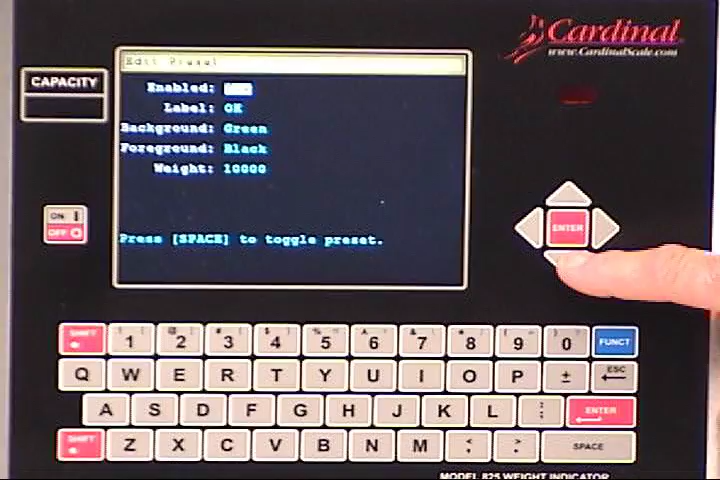 Cardinal
www.CardinalScale.com
Edit Preset
CAPACITY
Enabled:
Label: OK
Background: Green
Foreground: Black
Weight: 10000
ON
OFF
ENTER
Press [SPACE] to toggle preset.
SHIFT 1 2 3 4 5 6 7 8 9 0 FUNCT
Q W E R T Y U I O P ± ESC
A S D F G H J K L : ENTER
SHIFT Z X C V B N M < , > . SPACE
MODEL 825 WEIGHT INDICATOR